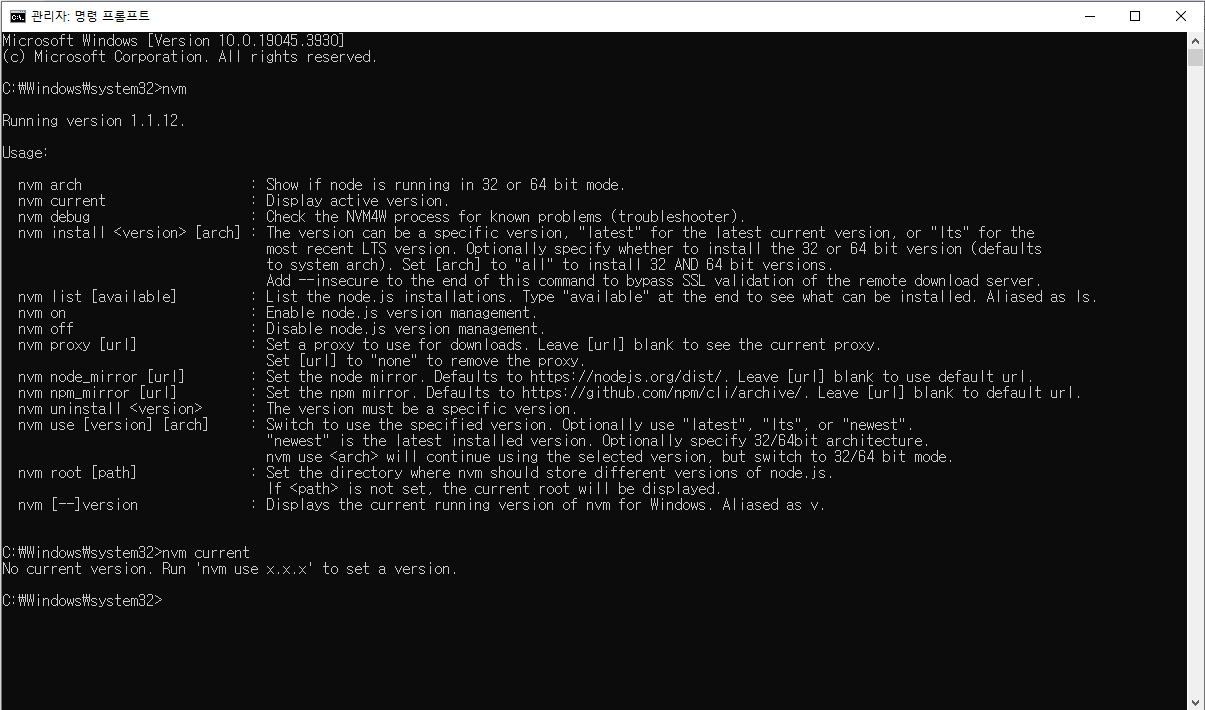 관리자: 명령 프롬프트
Microsoft Windows [Version 10.0.19045.3930]
(c) Microsoft Corporation. All rights reserved.
C:₩Windows₩system32>nvm
Running version 1.1.12.
Usage:
nvm arch : Show if node is running in 32 or 64 bit mode.
nvm current : Display active version.
nvm debug : Check the NVM4W process for known problems (troubleshooter).
nvm install <version> [arch] : The version can be a specific version, "latest" for the latest current version, or "lts" for the
most recent LTS version. Optionally specify whether to install the 32 or 64 bit version (defaults
to system arch). Set [arch] to "all" to install 32 AND 64 bit versions.
Add --insecure to the end of this command to bypass SSL validation of the remote download server.
nvm list [available] : List the node.js installations. Type "available" at the end to see what can be installed. Aliased as ls.
nvm on : Enable node.js version management.
nvm off : Disable node.js version management.
nvm proxy [url] : Set a proxy to use for downloads. Leave [url] blank to see the current proxy.
Set [url] to "none" to remove the proxy.
nvm node_mirror [url] : Set the node mirror. Defaults to https://nodejs.org/dist/. Leave [url] blank to use default url.
nvm npm_mirror [url] : Set the npm mirror. Defaults to https://github.com/npm/cli/archive/. Leave [url] blank to default url.
nvm uninstall <version> : The version must be a specific version.
nvm use [version] [arch] : Switch to use the specified version. Optionally use "latest", "lts", or "newest".
"newest" is the latest installed version. Optionally specify 32/64bit architecture.
nvm use <arch> will continue using the selected version, but switch to 32/64 bit mode.
nvm root [path] : Set the directory where nvm should store different versions of node.js.
If <path> is not set, the current root will be displayed.
nvm [--]version : Displays the current running version of nvm for Windows. Aliased as v.
C:₩Windows₩system32>nvm current
No current version. Run 'nvm use x.x.x' to set a version.
C:₩Windows₩system32>